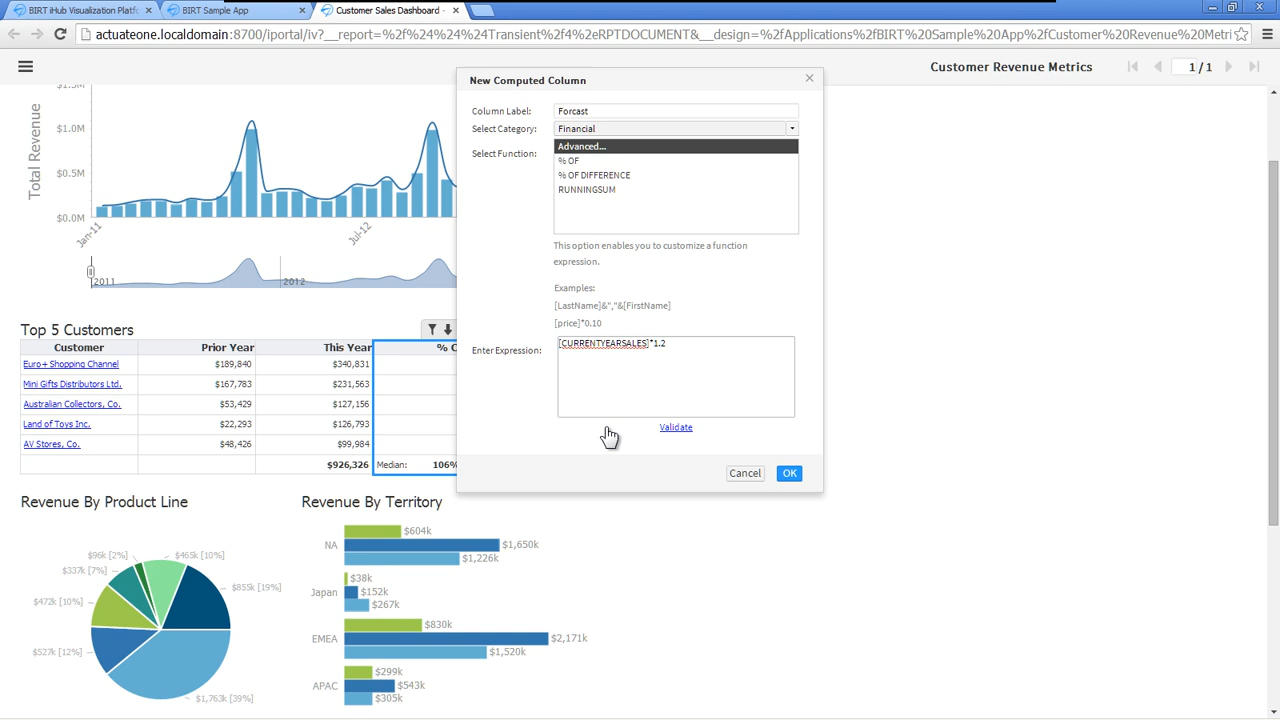 BIRT iHub Visualization Platfo
BIRT Sample App
Customer Sales Dashboard -
actuateone.localdomain:8700/iportal/iv?__report=%2f%24%24%24Transient%2f4%2eRPTDOCUMENT&__design=%2fApplications%2fBIRT%20Sample%20App%2fCustomer%20Revenue%20Metri
Customer Revenue Metrics
1 / 1
Total Revenue
$1.5M
$1.0M
$0.5M
$0.0M
Jan-11
Jul-12
2011
2012
New Computed Column
Column Label:
Forcast
Select Category:
Financial
Select Function:
Advanced...
% OF
% OF DIFFERENCE
RUNNINGSUM
This option enables you to customize a function
expression.
Examples:
[LastName]&","&[FirstName]
[price]*0.10
Enter Expression:
[CURRENTYEARSALES]*1.2
Validate
Cancel
OK
Top 5 Customers
Customer Prior Year This Year % C
Euro+ Shopping Channel $189,840 $340,831
Mini Gifts Distributors Ltd. $167,783 $231,563
Australian Collectors, Co. $53,429 $127,156
Land of Toys Inc. $22,293 $126,793
AV Stores, Co. $48,426 $99,984
$926,326 Median: 106%
Revenue By Product Line
$96k [2%]
$465k [10%]
$337k [7%]
$855k [19%]
$472k [10%]
$527k [12%]
$1,763k [39%]
Revenue By Territory
$604k
NA
$1,650k
$1,226k
$38k
Japan
$152k
$267k
$830k
EMEA
$2,171k
$1,520k
$299k
APAC
$543k
$305k